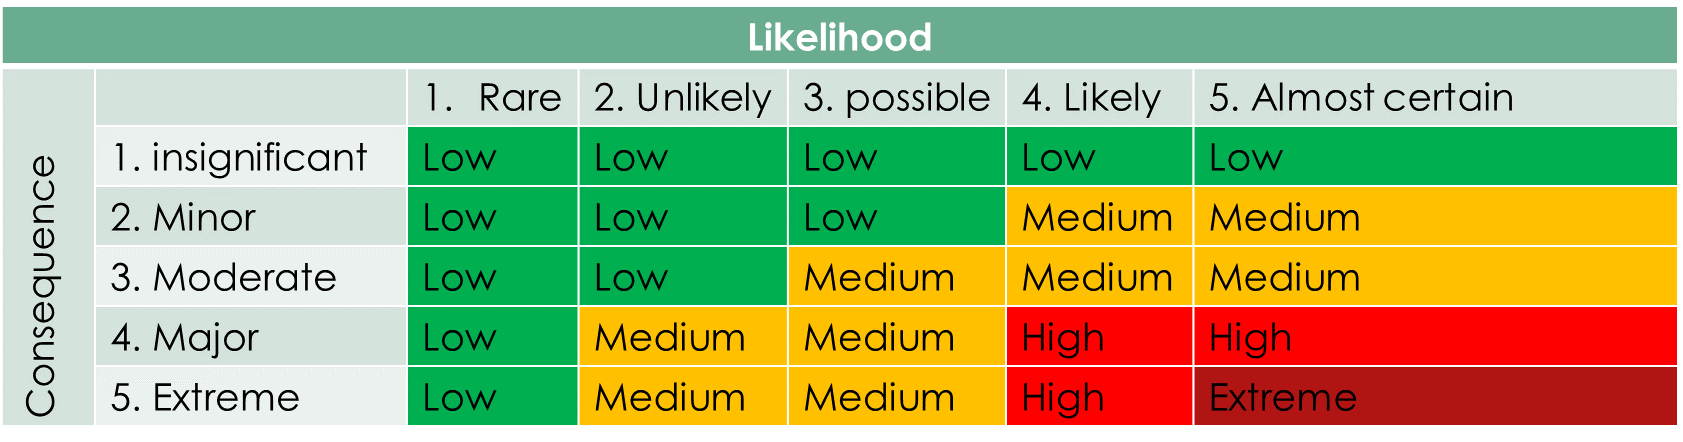 Likelihood
1. Rare 2. Unlikely 3. possible 4. Likely 5. Almost certain
Consequence
1. insignificant Low Low Low Low Low
2. Minor Low Low Low Medium Medium
3. Moderate Low Low Medium Medium Medium
4. Major Low Medium Medium High High
5. Extreme Low Medium Medium High Extreme